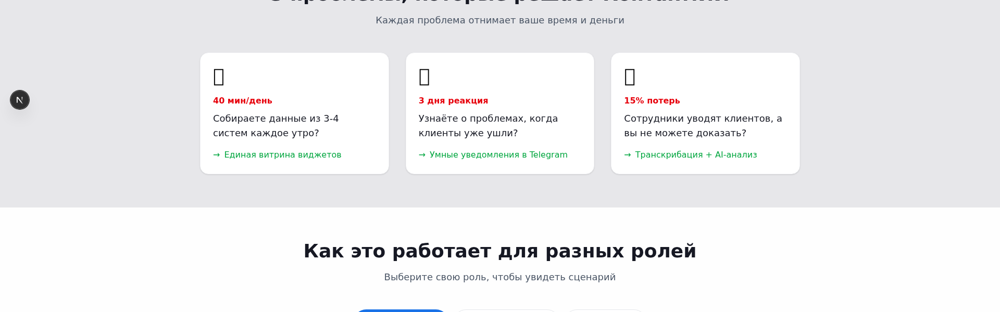 Каждая проблема отнимает ваше время и деньги
40 мин/день
Собираете данные из 3-4
систем каждое утро?
→ Единая витрина виджетов
3 дня реакция
Узнаёте о проблемах, когда
клиенты уже ушли?
→ Умные уведомления в Telegram
15% потерь
Сотрудники уводят клиентов, а
вы не можете доказать?
→ Транскрибация + AI-анализ
N
Как это работает для разных ролей
Выберите свою роль, чтобы увидеть сценарий